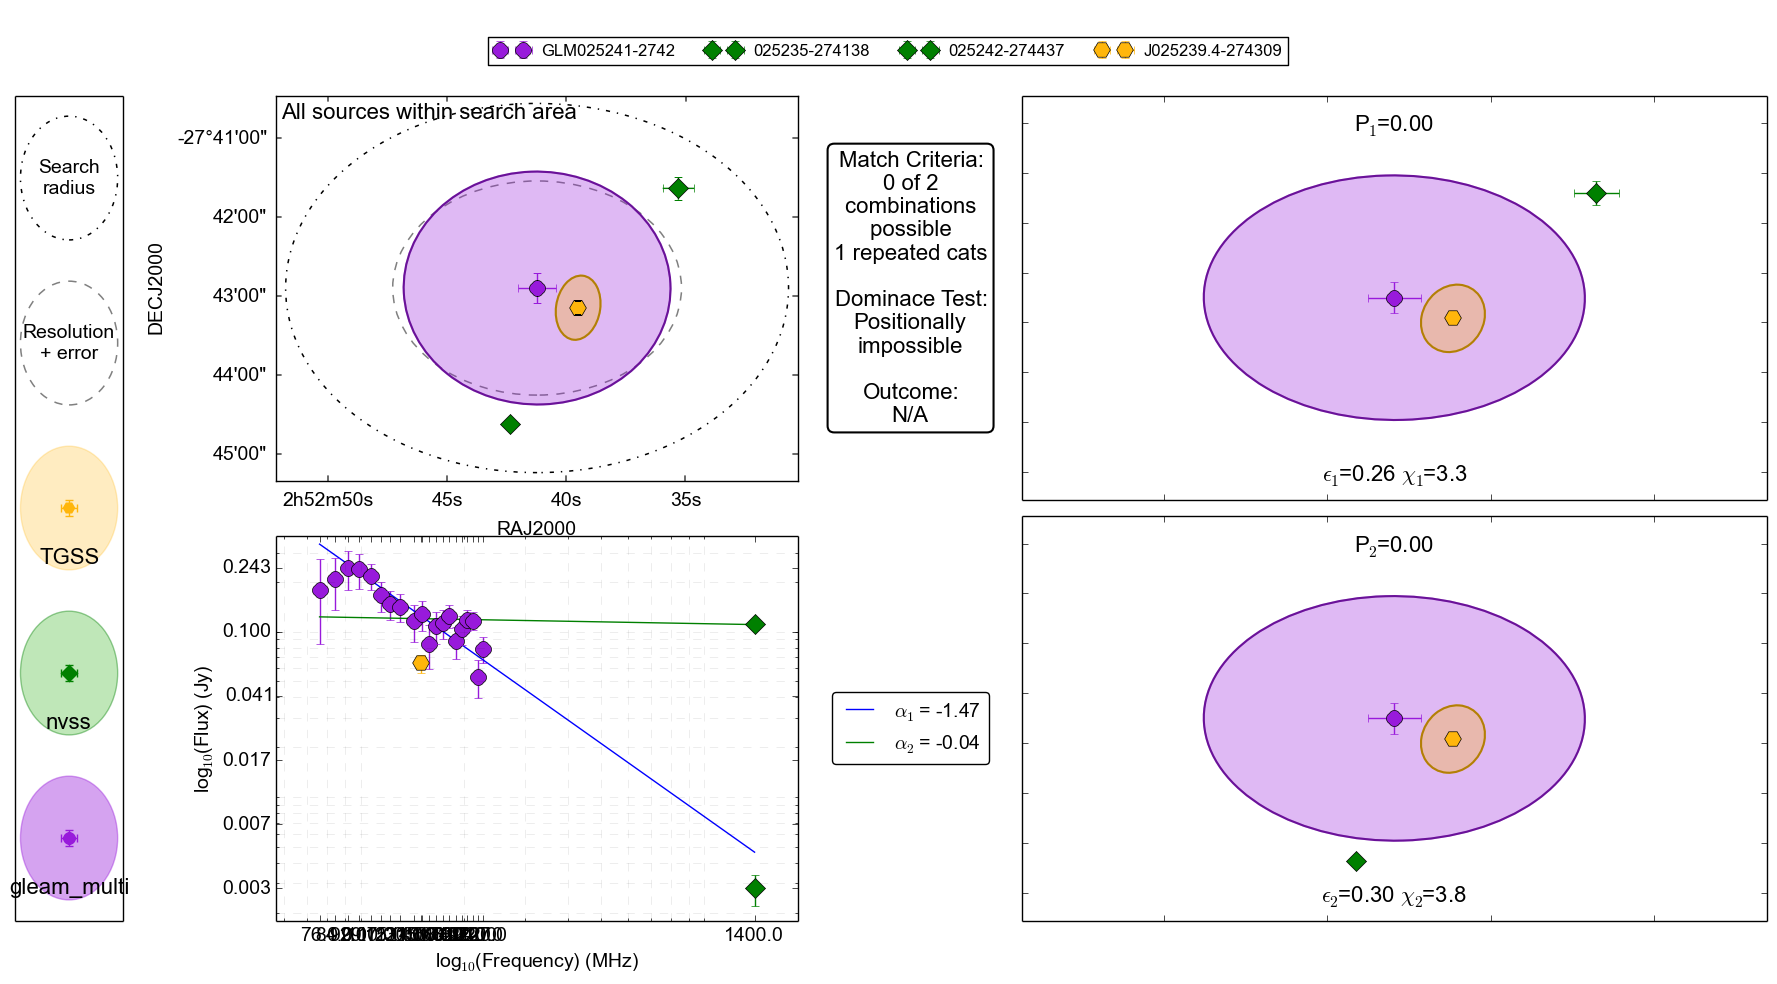 GLM025241-2742
025235-274138
025242-274437
J025239.4-274309
Search
radius
Resolution
+ error
TGSS
nvss
gleam_multi
All sources within search area
-27°41'00"
42'00"
43'00"
44'00"
45'00"
DECJ2000
2h52m50s
45s
40s
35s
RAJ2000
Match Criteria:
0 of 2
combinations
possible
1 repeated cats
Dominace Test:
Positionally
impossible
Outcome:
N/A
P1=0.00
ϵ1=0.26 χ1=3.3
0.243
0.100
0.041
0.017
0.007
0.003
log10(Flux) (Jy)
1400.0
log10(Frequency) (MHz)
α1 = -1.47
α2 = -0.04
P2=0.00
ϵ2=0.30 χ2=3.8